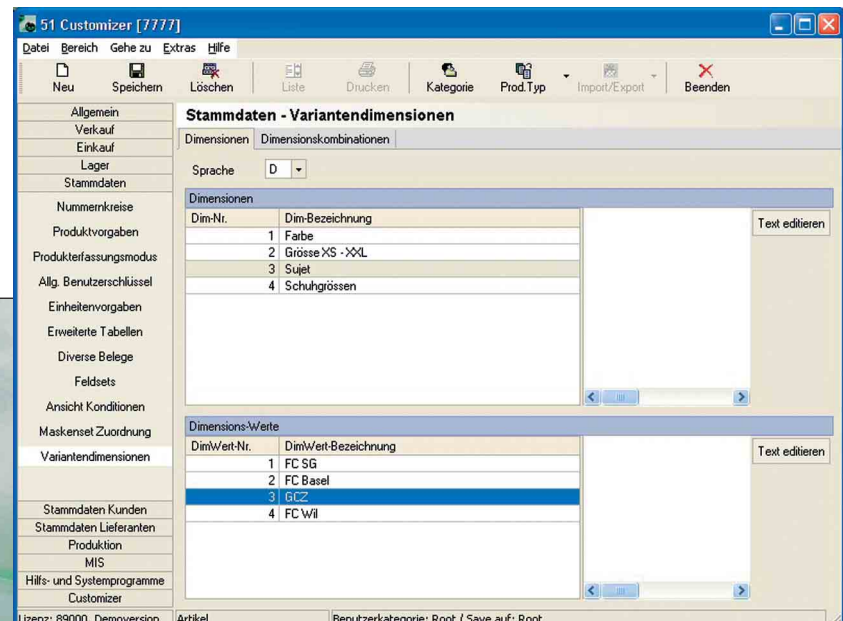 51 Customizer [7777]
Datei Bereich Gehe zu Extras Hilfe
Neu Speichern Löschen Liste Drucken Kategorie Prod.Typ Import/Export Beenden
Allgemein
Verkauf
Einkauf
Lager
Stammdaten
Nummernkreise
Produktvorgaben
Produkterfassungsmodus
Allg. Benutzerschlüssel
Einheitenvorgaben
Erweiterte Tabellen
Diverse Belege
Feldsets
Ansicht Konditionen
Maskenset Zuordnung
Variantendimensionen
Stammdaten Kunden
Stammdaten Lieferanten
Produktion
MIS
Hilfs- und Systemprogramme
Customizer
Stammdaten - Variantendimensionen
Dimensionen Dimensionskombinationen
Sprache D
Dimensionen
Dim-Nr. Dim-Bezeichnung
1 Farbe
2 Grösse XS - XXL
3 Sujet
4 Schuhgrössen
Text editieren
Dimensions-Werte
DimWert-Nr. DimWert-Bezeichnung
1 FC SG
2 FC Basel
3 GCZ
4 FC Wil
Text editieren
Lizenz: 89000, Demoversion Artikel Benutzerkategorie: Root / Save auf: Root